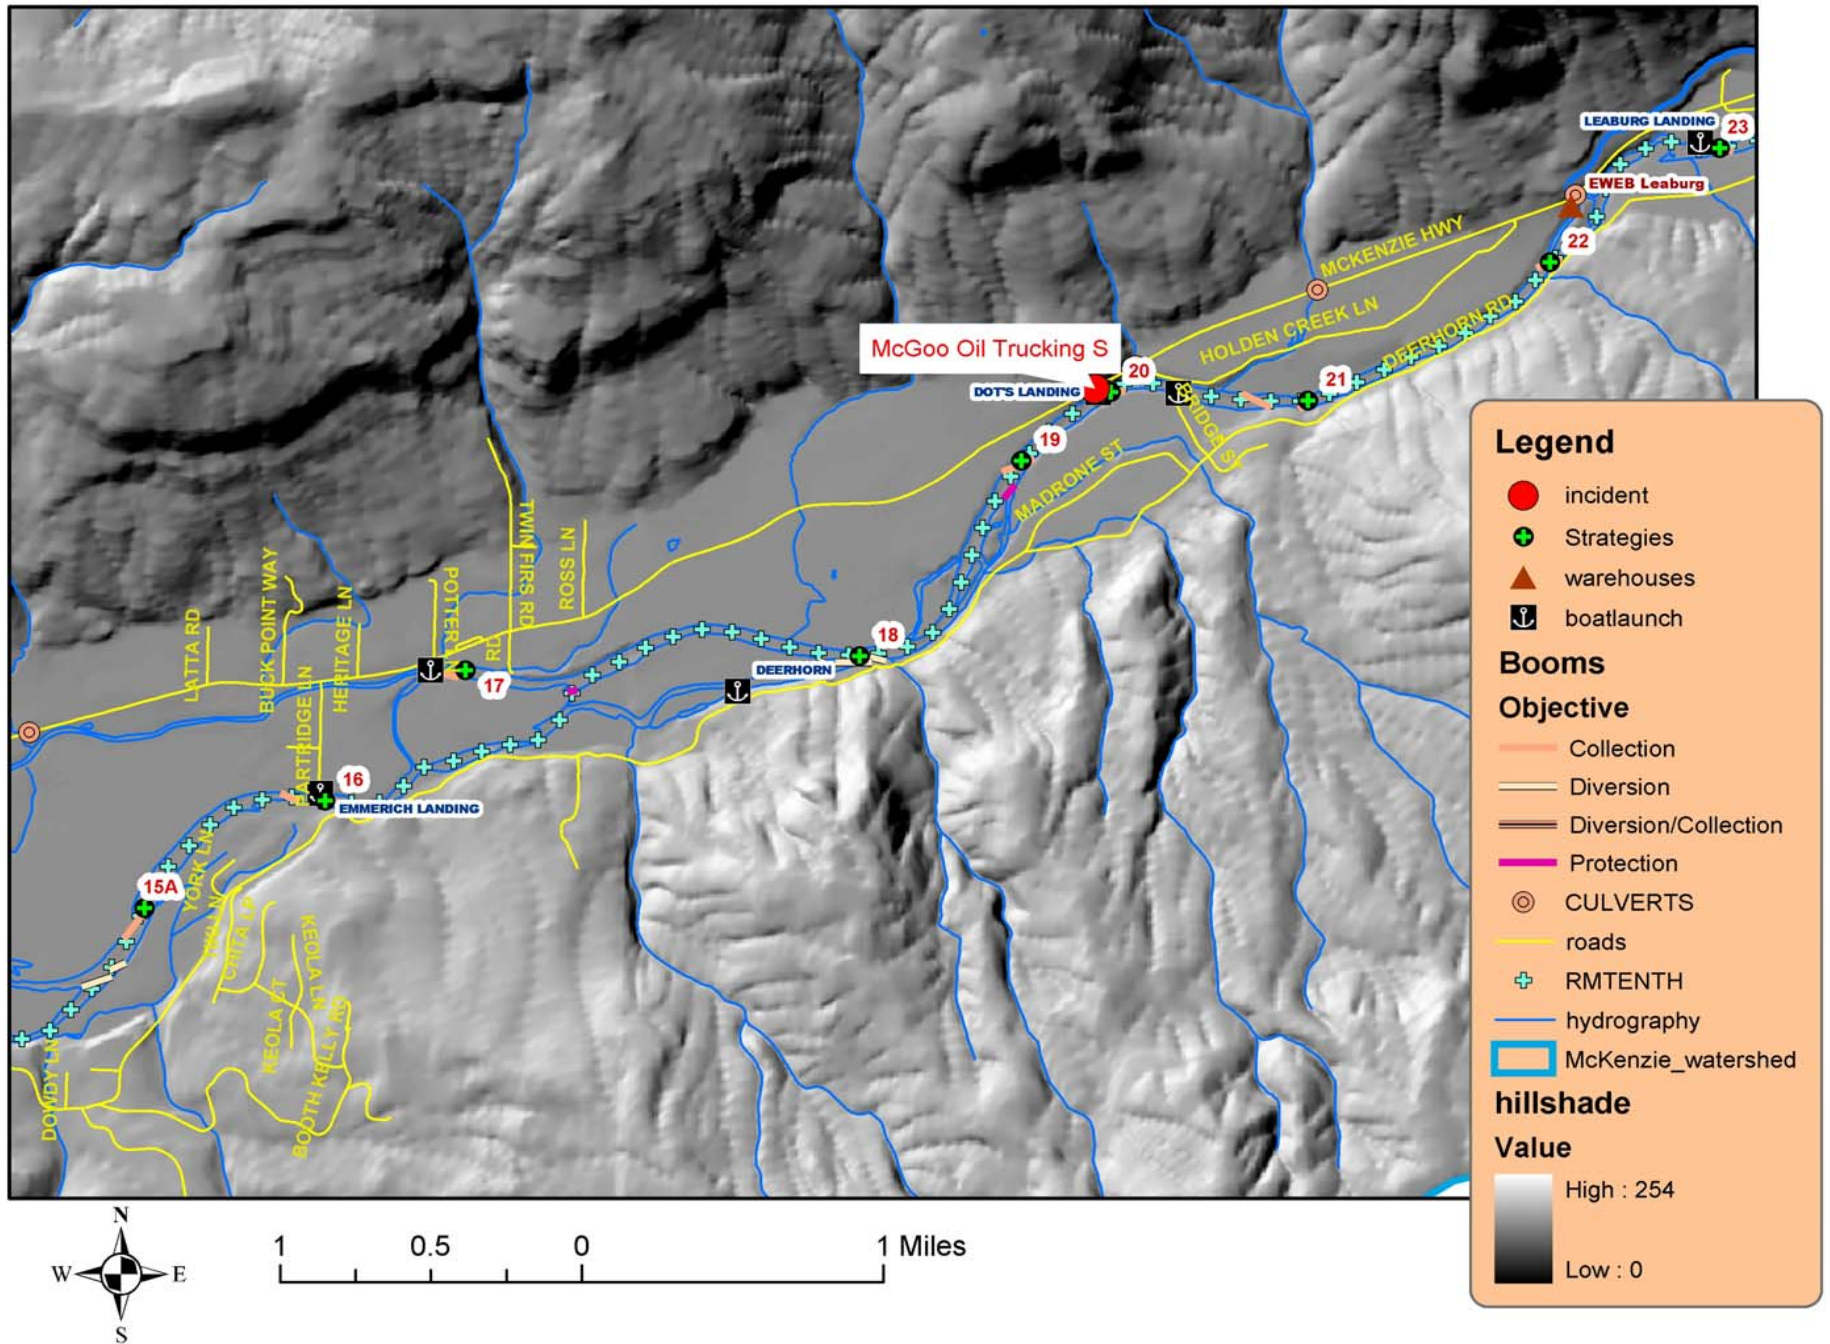 LEABURG LANDING
23
EWEB Leaburg
22
MCKENZIE HWY
HOLDEN CREEK LN
DEERHORN RD
McGoo Oil Trucking S
20
DOT'S LANDING
21
BRIDGE ST
19
MADRONE ST
TWIN FIRS RD
ROSS LN
POTTER
RD
BUCK POINT WAY
HERITAGE LN
LATTA RD
18
DEERHORN
17
PARTRIDGE LN
16
EMMERICH LANDING
YORK LN
15A
CHITA LP
KEOLA LN
KEOLA CT
BOOTH KELLY RD
DOWDY LN
Legend
incident
Strategies
warehouses
boatlaunch
Booms
Objective
Collection
Diversion
Diversion/Collection
Protection
CULVERTS
roads
RMTENTH
hydrography
McKenzie_watershed
hillshade
Value
High : 254
Low : 0
N
W E
S
1 0.5 0 1 Miles